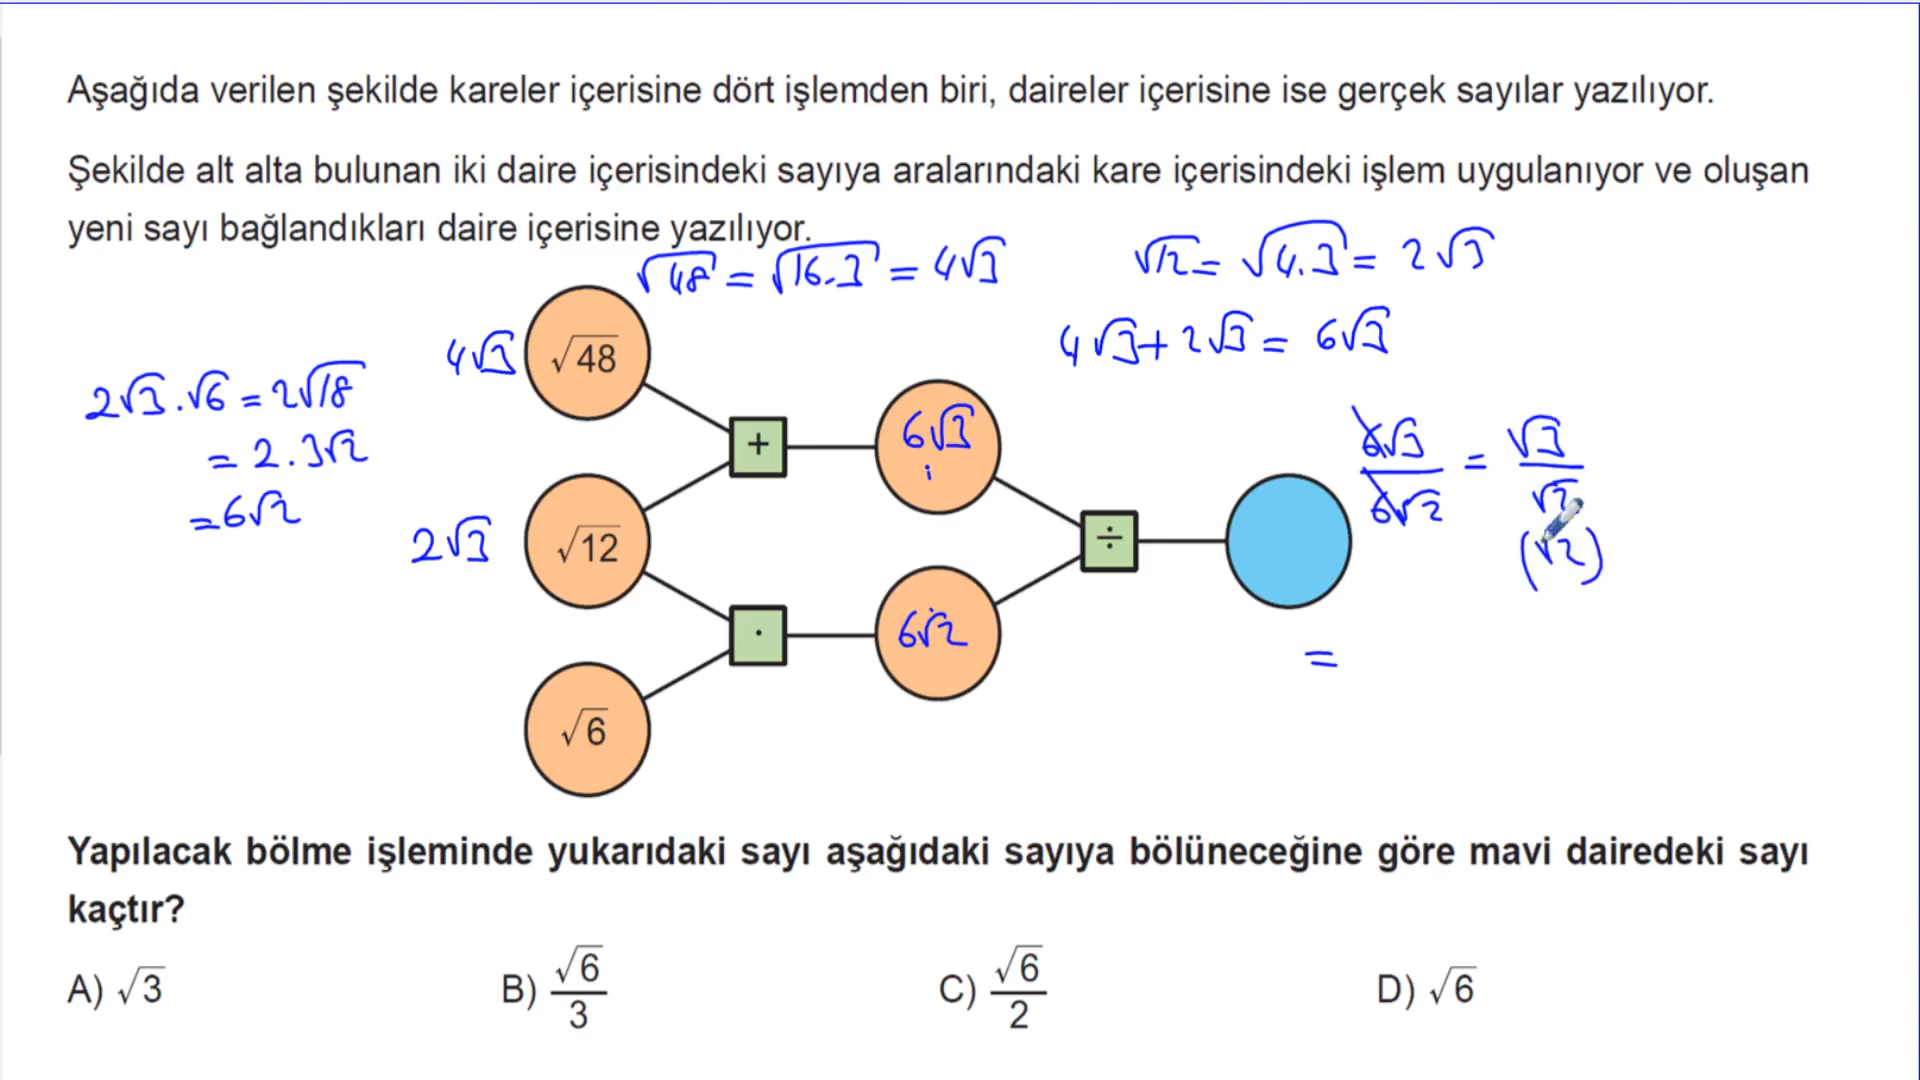 Aşağıda verilen şekilde kareler içerisine dört işlemden biri, daireler içerisine ise gerçek sayılar yazılıyor.
Şekilde alt alta bulunan iki daire içerisindeki sayıya aralarındaki kare içerisindeki işlem uygulanıyor ve oluşan
yeni sayı bağlandıkları daire içerisine yazılıyor.
√48 = √16.3 = 4√3
√12 = √4.3 = 2√3
4√3 + 2√3 = 6√3
4√3
√48
2√3 . √6 = 2√18
= 2 . 3√2
= 6√2
+
6√3
6√3/6√2 = √3/√2
(√2)
2√3
√12
÷
=
·
6√2
√6
Yapılacak bölme işleminde yukarıdaki sayı aşağıdaki sayıya bölüneceğine göre mavi dairedeki sayı
kaçtır?
A) √3 B) √6/3 C) √6/2 D) √6